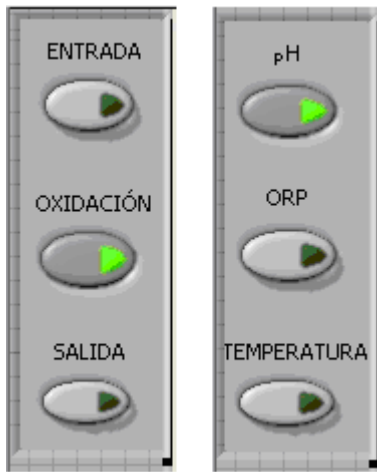 ENTRADA
OXIDACIÓN
SALIDA
pH
ORP
TEMPERATURA